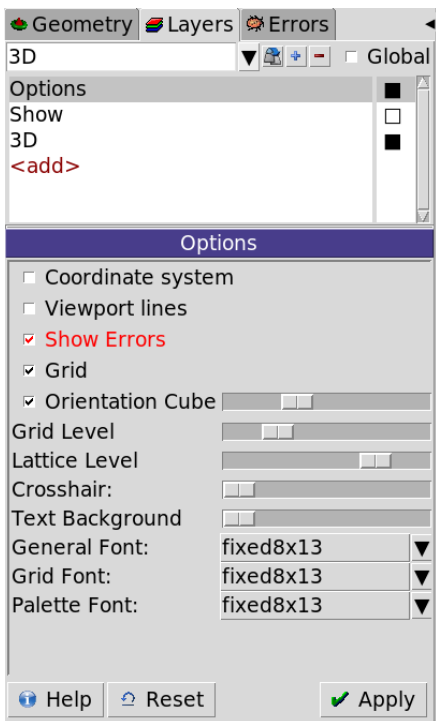 Geometry Layers Errors
3D Global
Options
Show
3D
<add>
Options
Coordinate system
Viewport lines
Show Errors
Grid
Orientation Cube
Grid Level
Lattice Level
Crosshair:
Text Background
General Font: fixed8x13
Grid Font: fixed8x13
Palette Font: fixed8x13
Help Reset Apply